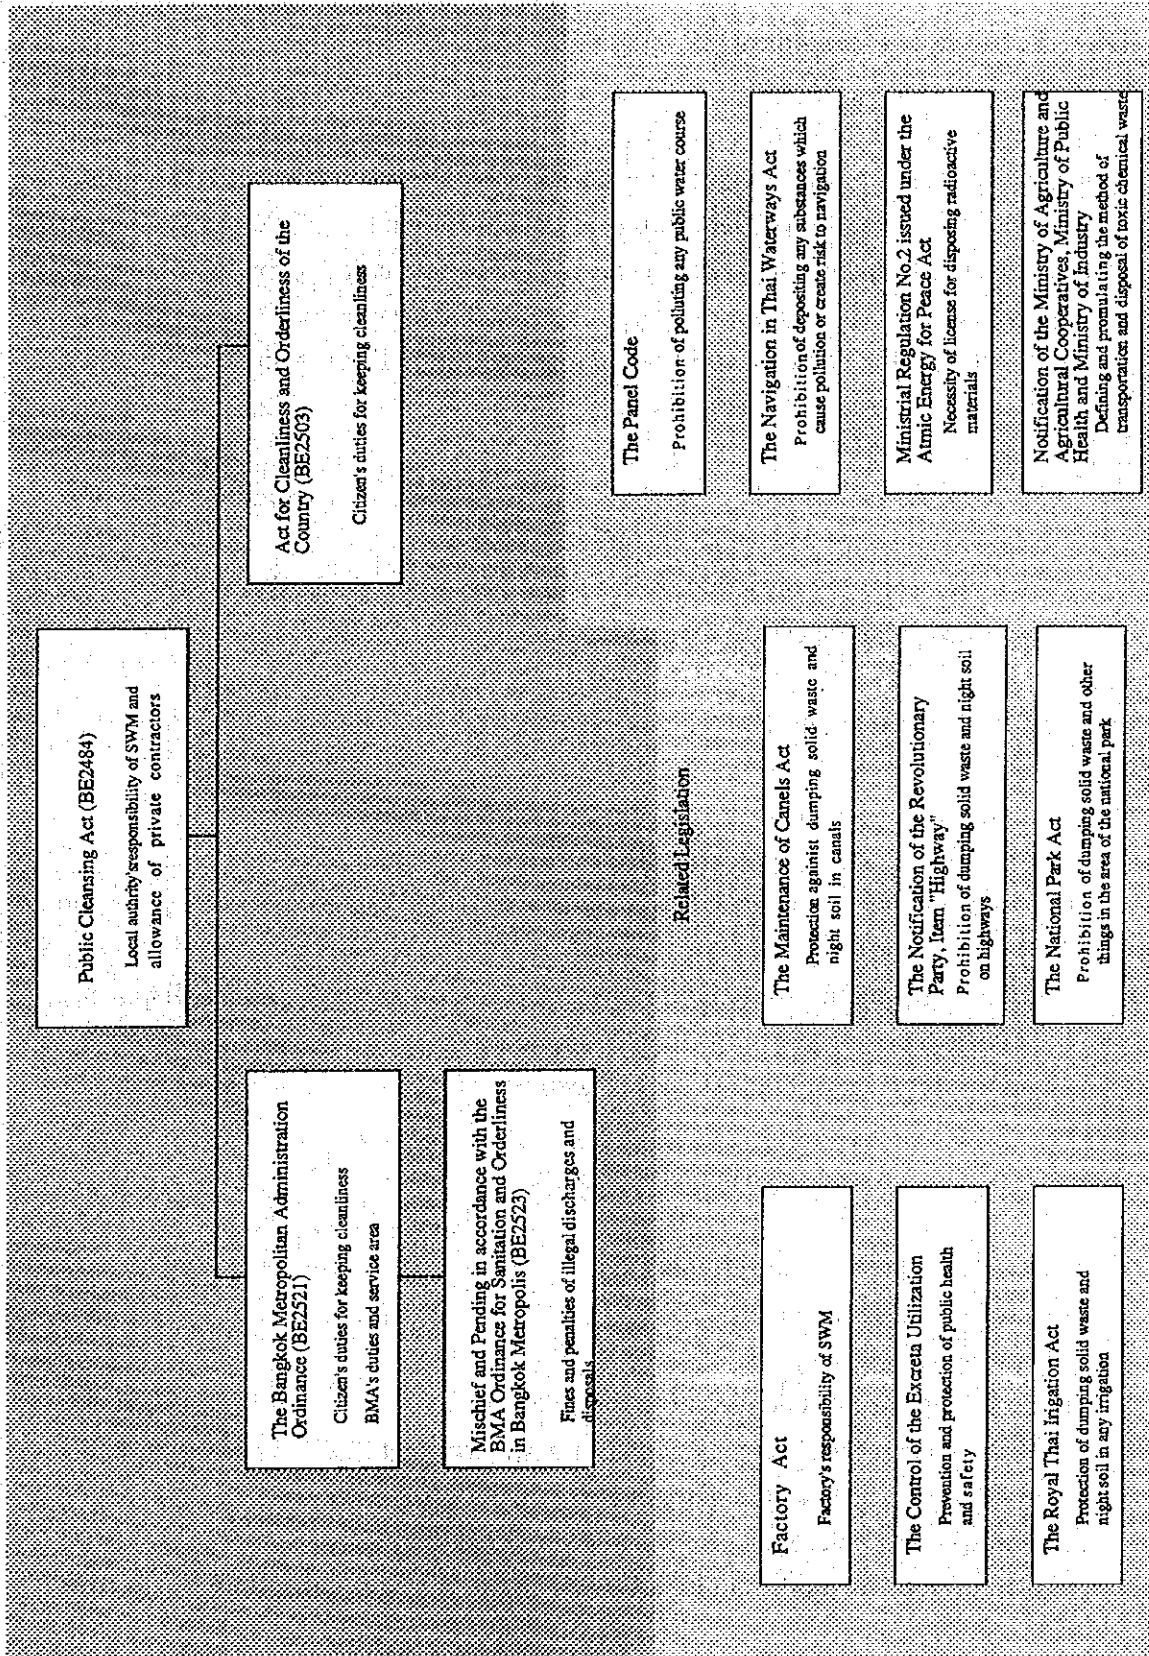 Public Cleansing Act (BE2484)
Local authrity'sresponsibility of SWM and
allowance of private contractors
The Bangkok Metropolitan Administration
Ordinance (BE2521)
Citizen's duties for keeping cleanliness
BMA's duties and service area
Act for Cleanliness and Orderliness of the
Country (BE2503)
Citizen's duties for keeping cleanliness
Mischief and Pending in accordance with the
BMA Ordinance for Sanitation and Orderliness
in Bangkok Metropolis (BE2523)
Fines and penalties of illegal discharges and
disposals
Related Legislation
Factory Act
Factory's responsibility of SWM
The Control of the Excreta Utilization
Prevention and protection of public health
and safety
The Royal Thai Irigation Act
Protection of dumping solid waste and
night soil in any irrigation
The Maintenance of Canels Act
Protection againist dumping solid waste and
night soil in canals
The Notification of the Revolutionary
Party, Item "Highway"
Prohibition of dumping solid waste and night soil
on highways
The National Park Act
Prohibition of dumping solid waste and other
things in the area of the national park
The Panel Code
Prohibition of polluting any public water course
The Navigation in Thai Waterways Act
Prohibition of depositing any substances which
cause pollution or create risk to navigation
Ministrial Regulation No.2 issued under the
Atmic Energy for Peace Act
Necessity of license for disposing radioactive
materials
Notification of the Ministry of Agriculture and
Agricultural Cooperatives, Ministry of Public
Health and Ministry of Industry
Defining and promulating the method of
transportation and disposal of toxic chemical waste